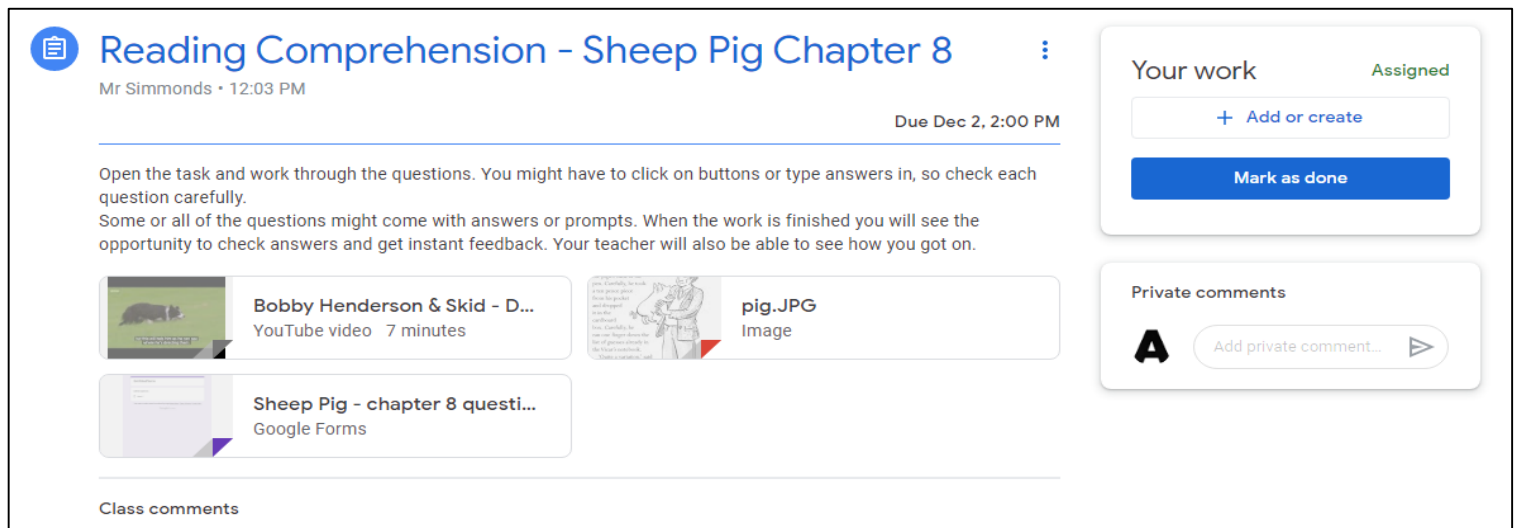 Reading Comprehension - Sheep Pig Chapter 8
Mr Simmonds • 12:03 PM
Due Dec 2, 2:00 PM
Open the task and work through the questions. You might have to click on buttons or type answers in, so check each
question carefully.
Some or all of the questions might come with answers or prompts. When the work is finished you will see the
opportunity to check answers and get instant feedback. Your teacher will also be able to see how you got on.
Bobby Henderson & Skid - D...
YouTube video 7 minutes
pig.JPG
Image
Sheep Pig - chapter 8 questi...
Google Forms
Class comments
Your work
Assigned
+ Add or create
Mark as done
Private comments
A
Add private comment...